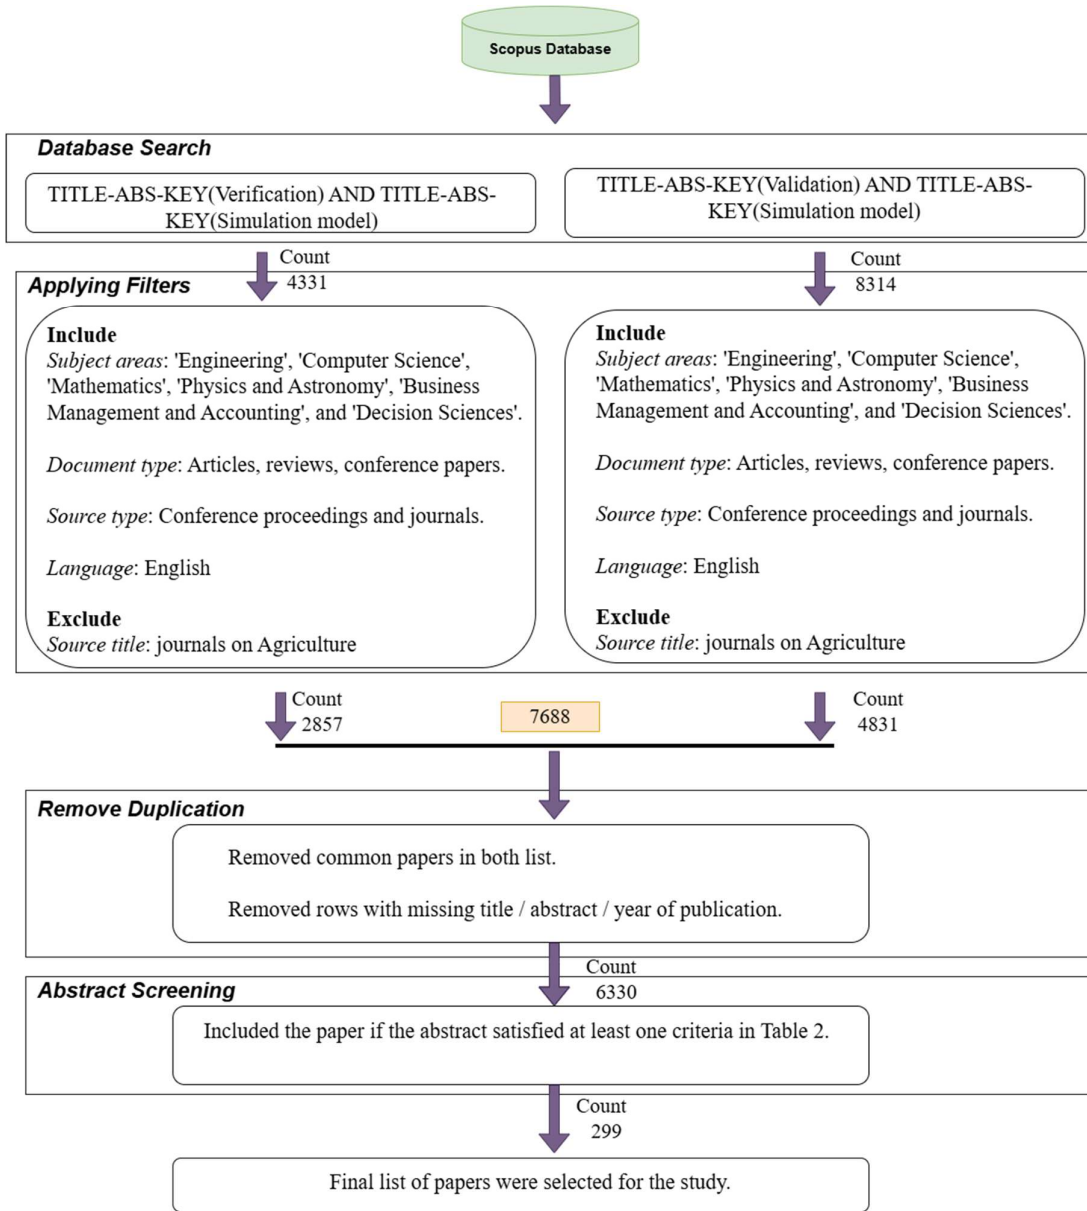 Scopus Database
Database Search
TITLE-ABS-KEY(Verification) AND TITLE-ABS-
KEY(Simulation model)
TITLE-ABS-KEY(Validation) AND TITLE-ABS-
KEY(Simulation model)
Count
4331
Count
8314
Applying Filters
Include
Subject areas: 'Engineering', 'Computer Science',
'Mathematics', 'Physics and Astronomy', 'Business
Management and Accounting', and 'Decision Sciences'.
Document type: Articles, reviews, conference papers.
Source type: Conference proceedings and journals.
Language: English
Exclude
Source title: journals on Agriculture
Include
Subject areas: 'Engineering', 'Computer Science',
'Mathematics', 'Physics and Astronomy', 'Business
Management and Accounting', and 'Decision Sciences'.
Document type: Articles, reviews, conference papers.
Source type: Conference proceedings and journals.
Language: English
Exclude
Source title: journals on Agriculture
Count
2857
7688
Count
4831
Remove Duplication
Removed common papers in both list.
Removed rows with missing title / abstract / year of publication.
Count
6330
Abstract Screening
Included the paper if the abstract satisfied at least one criteria in Table 2.
Count
299
Final list of papers were selected for the study.